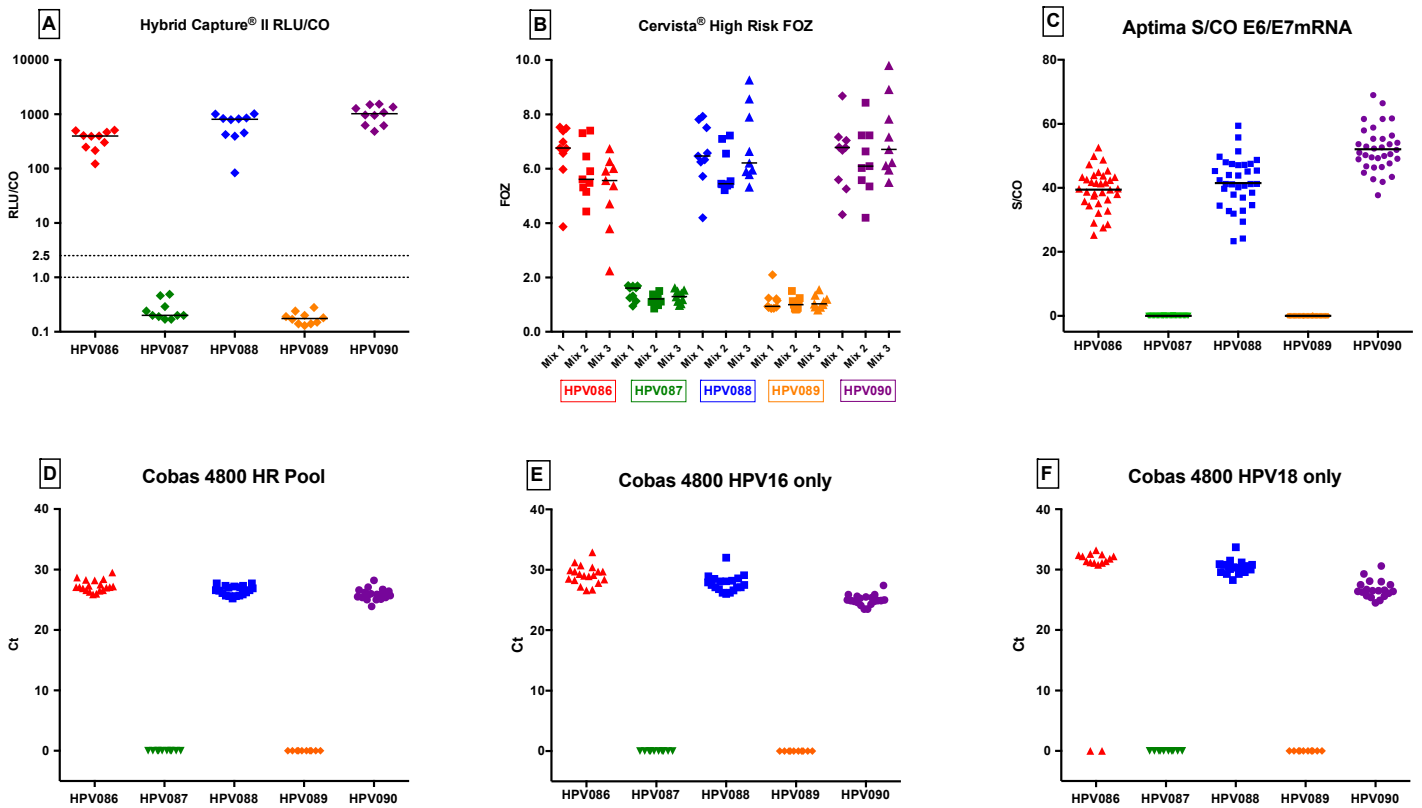 A
Hybrid Capture® II RLU/CO
10000
1000
100
10
2.5
1.0
0.1
RLU/CO
HPV086
HPV087
HPV088
HPV089
HPV090
B
Cervista® High Risk FOZ
10.0
8.0
6.0
4.0
2.0
0.0
FOZ
Mix 1
Mix 2
Mix 3
Mix 1
Mix 2
Mix 3
Mix 1
Mix 2
Mix 3
Mix 1
Mix 2
Mix 3
Mix 1
Mix 2
Mix 3
HPV086
HPV087
HPV088
HPV089
HPV090
C
Aptima S/CO E6/E7mRNA
80
60
40
20
0
S/CO
HPV086
HPV087
HPV088
HPV089
HPV090
D
Cobas 4800 HR Pool
40
30
20
10
0
Ct
HPV086
HPV087
HPV088
HPV089
HPV090
E
Cobas 4800 HPV16 only
40
30
20
10
0
Ct
HPV086
HPV087
HPV088
HPV089
HPV090
F
Cobas 4800 HPV18 only
40
30
20
10
0
Ct
HPV086
HPV087
HPV088
HPV089
HPV090